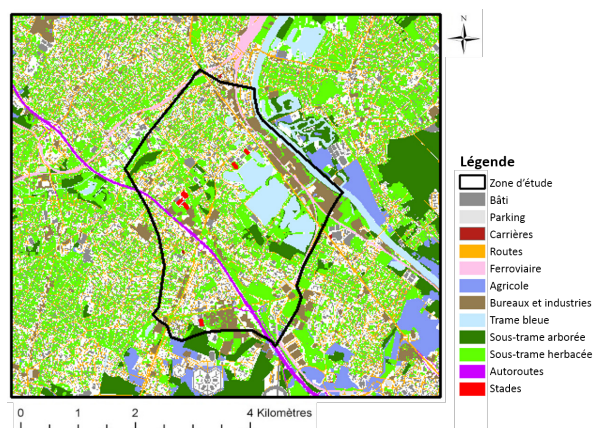 N
Légende
Zone d'étude
Bâti
Parking
Carrières
Routes
Ferroviaire
Agricole
Bureaux et industries
Trame bleue
Sous-trame arborée
Sous-trame herbacée
Autoroutes
Stades
0 1 2 4 Kilomètres